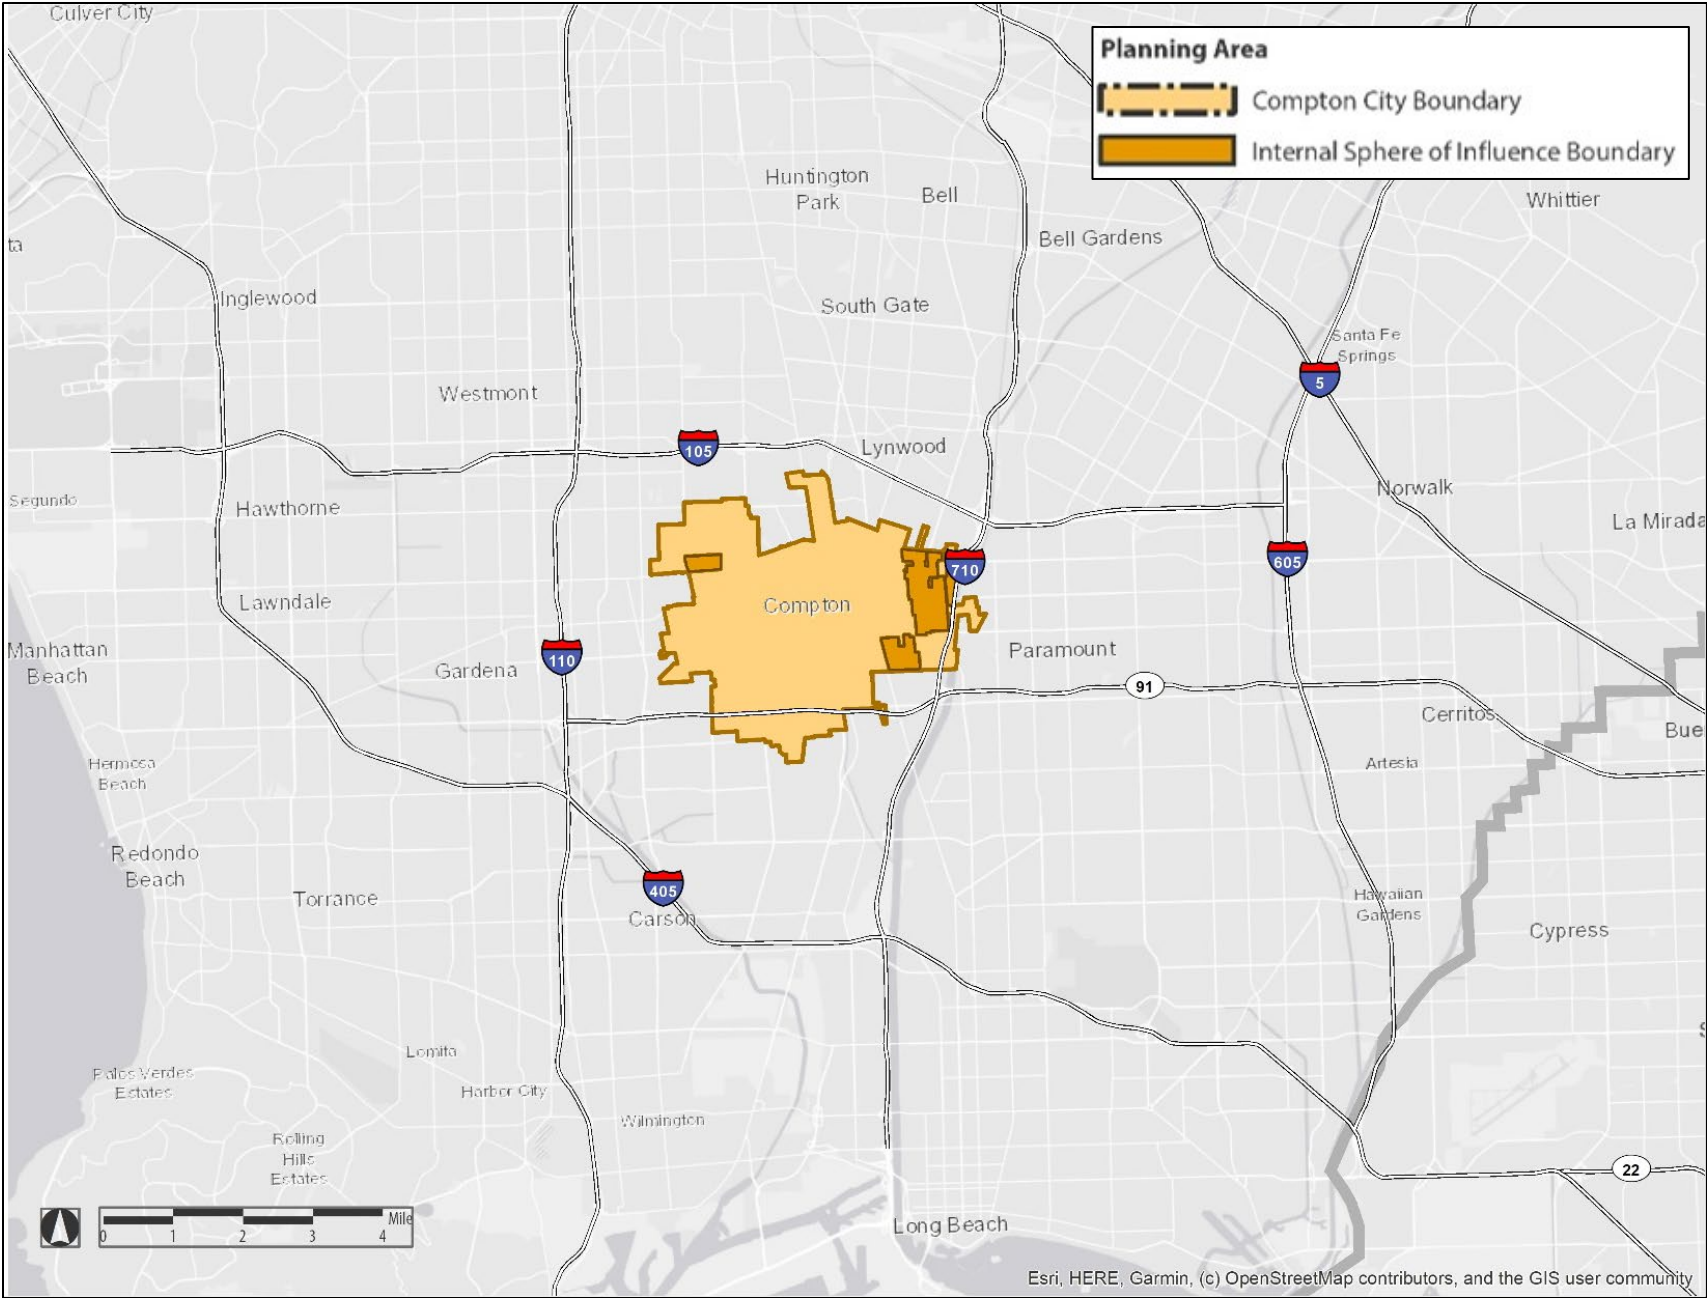 Culver City
Planning Area
Compton City Boundary
Internal Sphere of Influence Boundary
Huntington
Park
Bell
Whittier
ta
Bell Gardens
Inglewood
South Gate
Santa Fe
Springs
5
Westmont
105
Lynwood
Segundo
Hawthorne
Norwalk
La Mirada
710
605
Lawndale
Compton
Manhattan
Beach
Gardena
110
Paramount
91
Cerritos
Bue
Hermosa
Beach
Artesia
Redondo
Beach
Torrance
405
Carson
Hawaiian
Gardens
Cypress
S
Lomita
Palos Verdes
Estates
Harbor City
Wilmington
Rolling
Hills
Estates
22
Mile
0 1 2 3 4
Long Beach
Esri, HERE, Garmin, (c) OpenStreetMap contributors, and the GIS user community